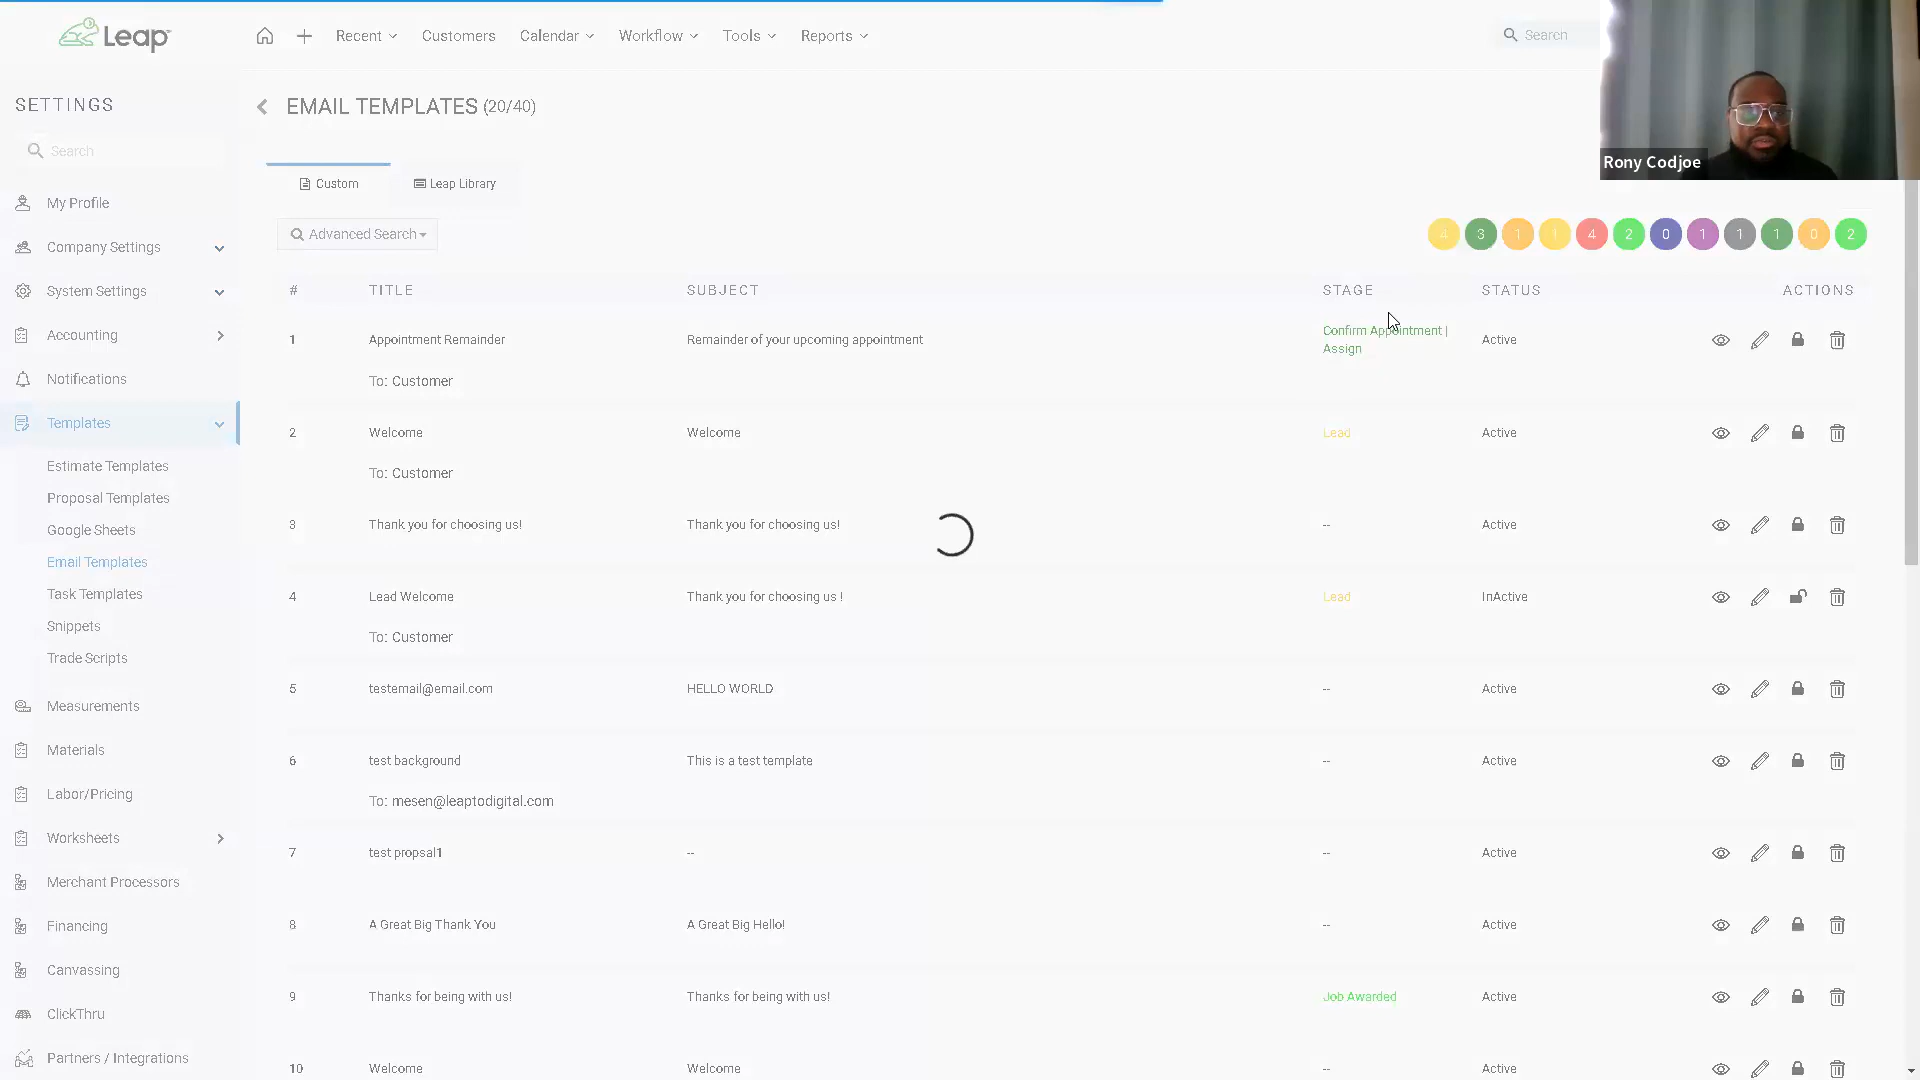 Leap
Recent
Customers
Calendar
Workflow
Tools
Reports
Search
Rony Codjoe
SETTINGS
Search
My Profile
Company Settings
System Settings
Accounting
Notifications
Templates
Estimate Templates
Proposal Templates
Google Sheets
Email Templates
Task Templates
Snippets
Trade Scripts
Measurements
Materials
Labor/Pricing
Worksheets
Merchant Processors
Financing
Canvassing
ClickThru
Partners / Integrations
EMAIL TEMPLATES (20/40)
Custom
Leap Library
Advanced Search
4 3 1 1 4 2 0 1 1 1 0 2
# TITLE SUBJECT STAGE STATUS ACTIONS
1 Appointment Remainder Remainder of your upcoming appointment Confirm Appointment | Active
Assign
To: Customer
2 Welcome Welcome Lead Active
To: Customer
3 Thank you for choosing us! Thank you for choosing us! -- Active
4 Lead Welcome Thank you for choosing us ! Lead InActive
To: Customer
5 testemail@email.com HELLO WORLD -- Active
6 test background This is a test template -- Active
To: mesen@leaptodigital.com
7 test propsal1 -- -- Active
8 A Great Big Thank You A Great Big Hello! -- Active
9 Thanks for being with us! Thanks for being with us! Job Awarded Active
10 Welcome Welcome -- Active